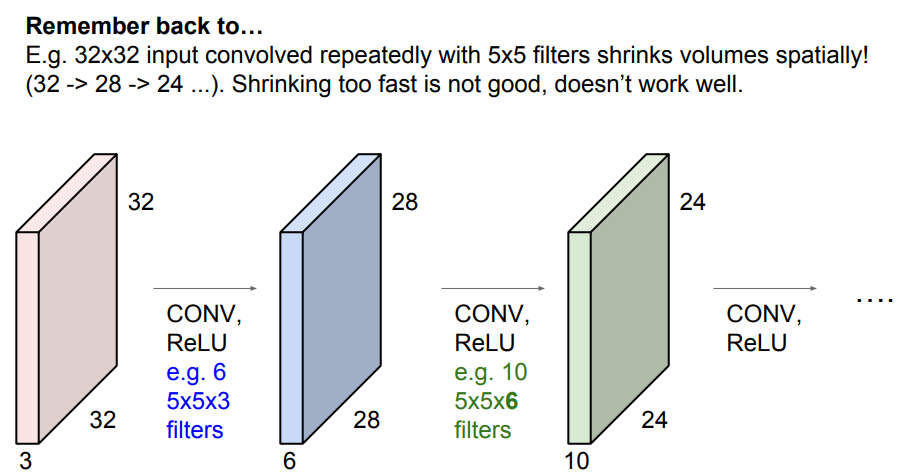 Remember back to…
E.g. 32x32 input convolved repeatedly with 5x5 filters shrinks volumes spatially!
(32 -> 28 -> 24 ...). Shrinking too fast is not good, doesn’t work well.
32
32
3
CONV,
ReLU
e.g. 6
5x5x3
filters
28
28
6
CONV,
ReLU
e.g. 10
5x5x6
filters
24
24
10
CONV,
ReLU
....